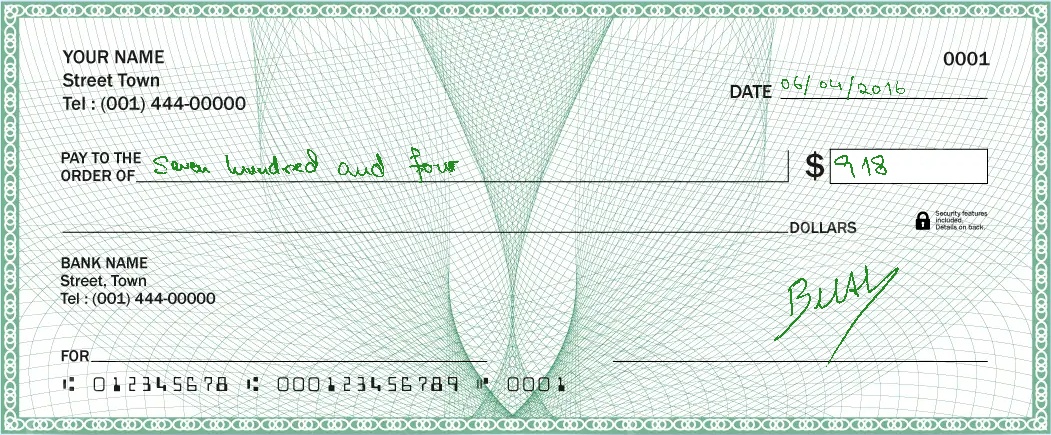 YOUR NAME
0001
Street Town
Tel : (001) 444-00000
DATE 06/04/2016
PAY TO THE
ORDER OF Seven hundred and four $ 918
Security features
included.
Details on back.
DOLLARS
BANK NAME
Street, Town
Tel : (001) 444-00000
BILAL
FOR
⑆ 012345678 ⑆ 000123456789 ⑈ 0001